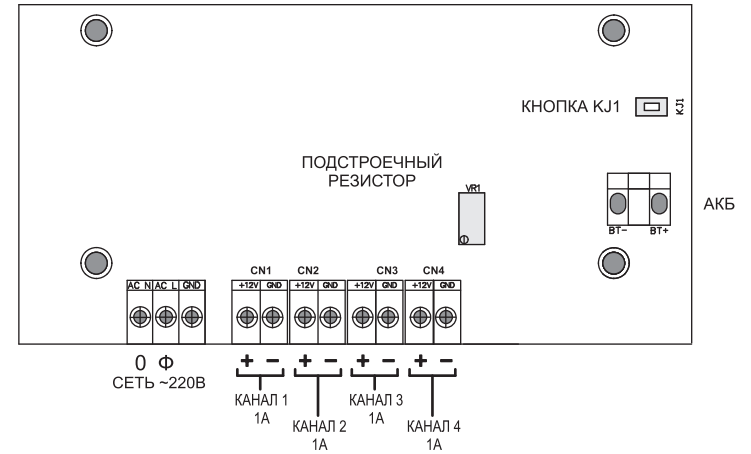 КНОПКА KJ1
KJ1
ПОДСТРОЕЧНЫЙ
РЕЗИСТОР
VR1
АКБ
BT− BT+
CN1 CN2 CN3 CN4
AC N AC L GND +12V GND +12V GND +12V GND +12V GND
0 Ф + − + − + − + −
СЕТЬ ~220В
КАНАЛ 1
1А
КАНАЛ 2
1А
КАНАЛ 3
1А
КАНАЛ 4
1А